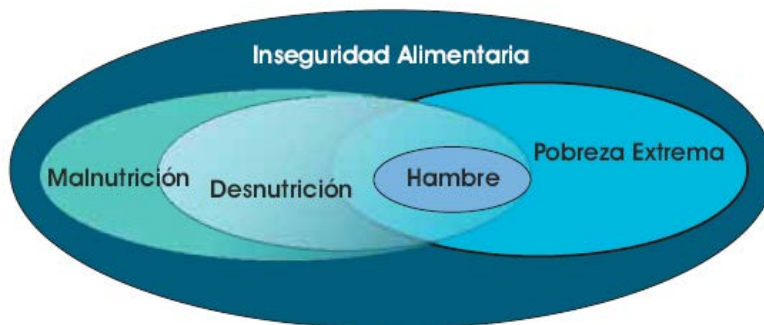 Inseguridad Alimentaria
Malnutrición
Desnutrición
Hambre
Pobreza Extrema